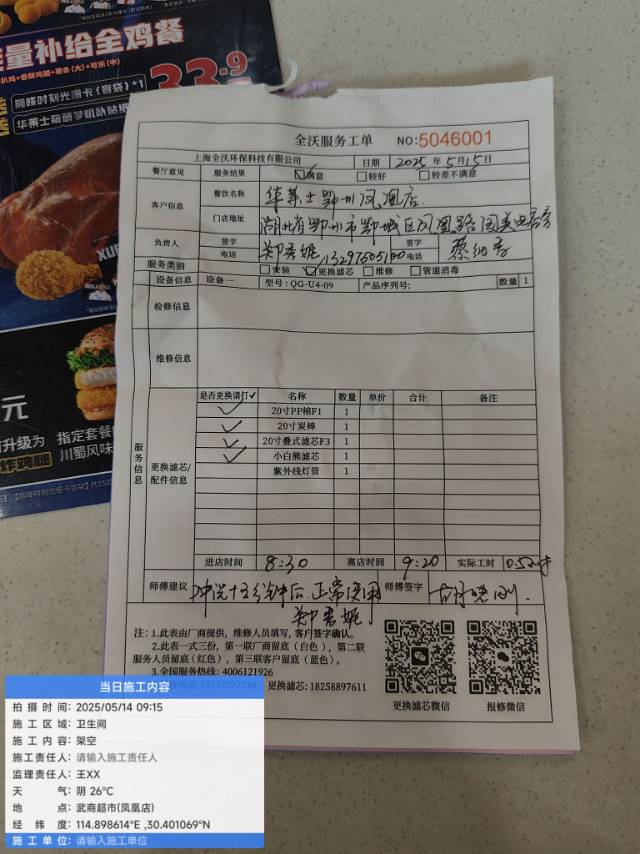 量补给全鸡餐
33.9
全沃服务工单 NO:5046001
上海全沃环保科技有限公司 日期 2025年5月15日
餐厅意见 服务结果 ☑满意 □较好 □较差不满意
客户信息 餐饮名称 华莱士鄂州凤凰店
门店地址 湖北省鄂州市鄂城区凤凰路国美电器旁
负责人 签字 郑秀妮 签字
电话 电话
服务类别 □安装 ☑更换滤芯 □维修 □管道消毒
设备信息 设备一 型号:QG-U4-09 产品序列号: 数量 1
检修信息
维修信息
服务信息
更换滤芯/配件信息
是否更换请打✓ 名称 数量 单价 合计 备注
✓ 20寸PP棉F1 1
✓ 20寸炭棒 1
✓ 20寸叠式滤芯F3 1
✓ 小白熊滤芯 1
紫外线灯管 1
进店时间 8:30 离店时间 9:20 实际工时
师傅建议 冲洗十五分钟后正常使用 师傅签字
郑秀妮
注:1.此表由厂商提供，维修人员填写，客户签字确认。
2.此表一式三份，第一联厂商留底（白色），第二联
服务人员留底(红色)，第三联客户留底（蓝色）。
3.全国服务热线: 4006121926
更换滤芯: 18258897611
更换滤芯微信 报修微信
元
可升级为 指定套餐
川蜀风味
当日施工内容
拍摄时间: 2025/05/14 09:15
施工区域: 卫生间
施工内容: 架空
施工责任人: 请输入施工责任人
监理责任人: 王XX
天气: 阴 26℃
地点: 武商超市(凤凰店)
经纬度: 114.898614°E ,30.401069°N
施工单位: 请输入施工单位